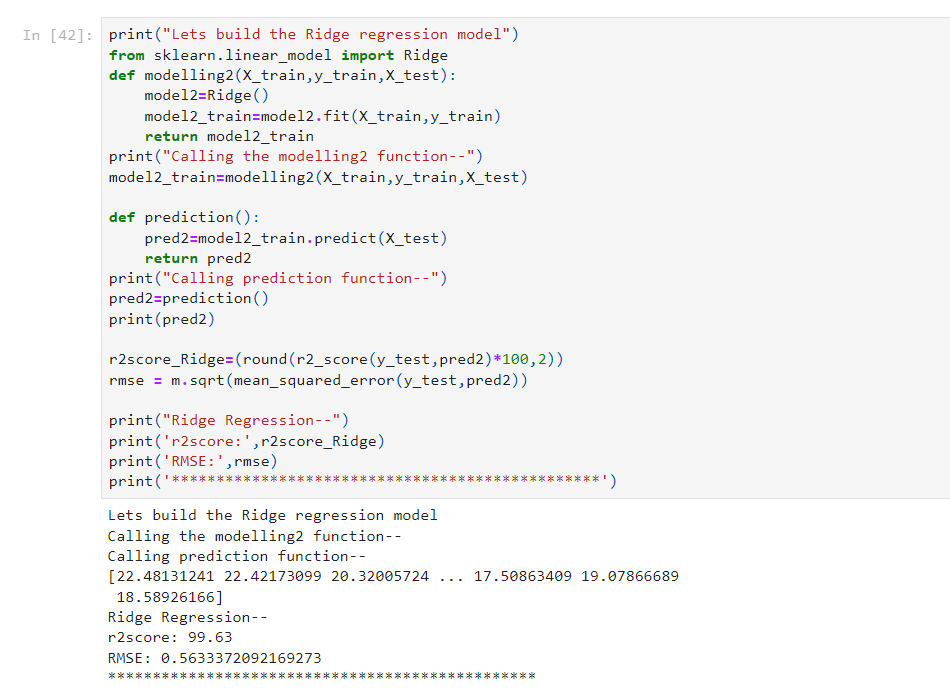 In [42]:
print("Lets build the Ridge regression model")
from sklearn.linear_model import Ridge
def modelling2(X_train,y_train,X_test):
    model2=Ridge()
    model2_train=model2.fit(X_train,y_train)
    return model2_train
print("Calling the modelling2 function--")
model2_train=modelling2(X_train,y_train,X_test)

def prediction():
    pred2=model2_train.predict(X_test)
    return pred2
print("Calling prediction function--")
pred2=prediction()
print(pred2)

r2score_Ridge=(round(r2_score(y_test,pred2)*100,2))
rmse = m.sqrt(mean_squared_error(y_test,pred2))

print("Ridge Regression--")
print('r2score:',r2score_Ridge)
print('RMSE:',rmse)
print('************************************************')
Lets build the Ridge regression model
Calling the modelling2 function--
Calling prediction function--
[22.48131241 22.42173099 20.32005724 ... 17.50863409 19.07866689
 18.58926166]
Ridge Regression--
r2score: 99.63
RMSE: 0.5633372092169273
************************************************